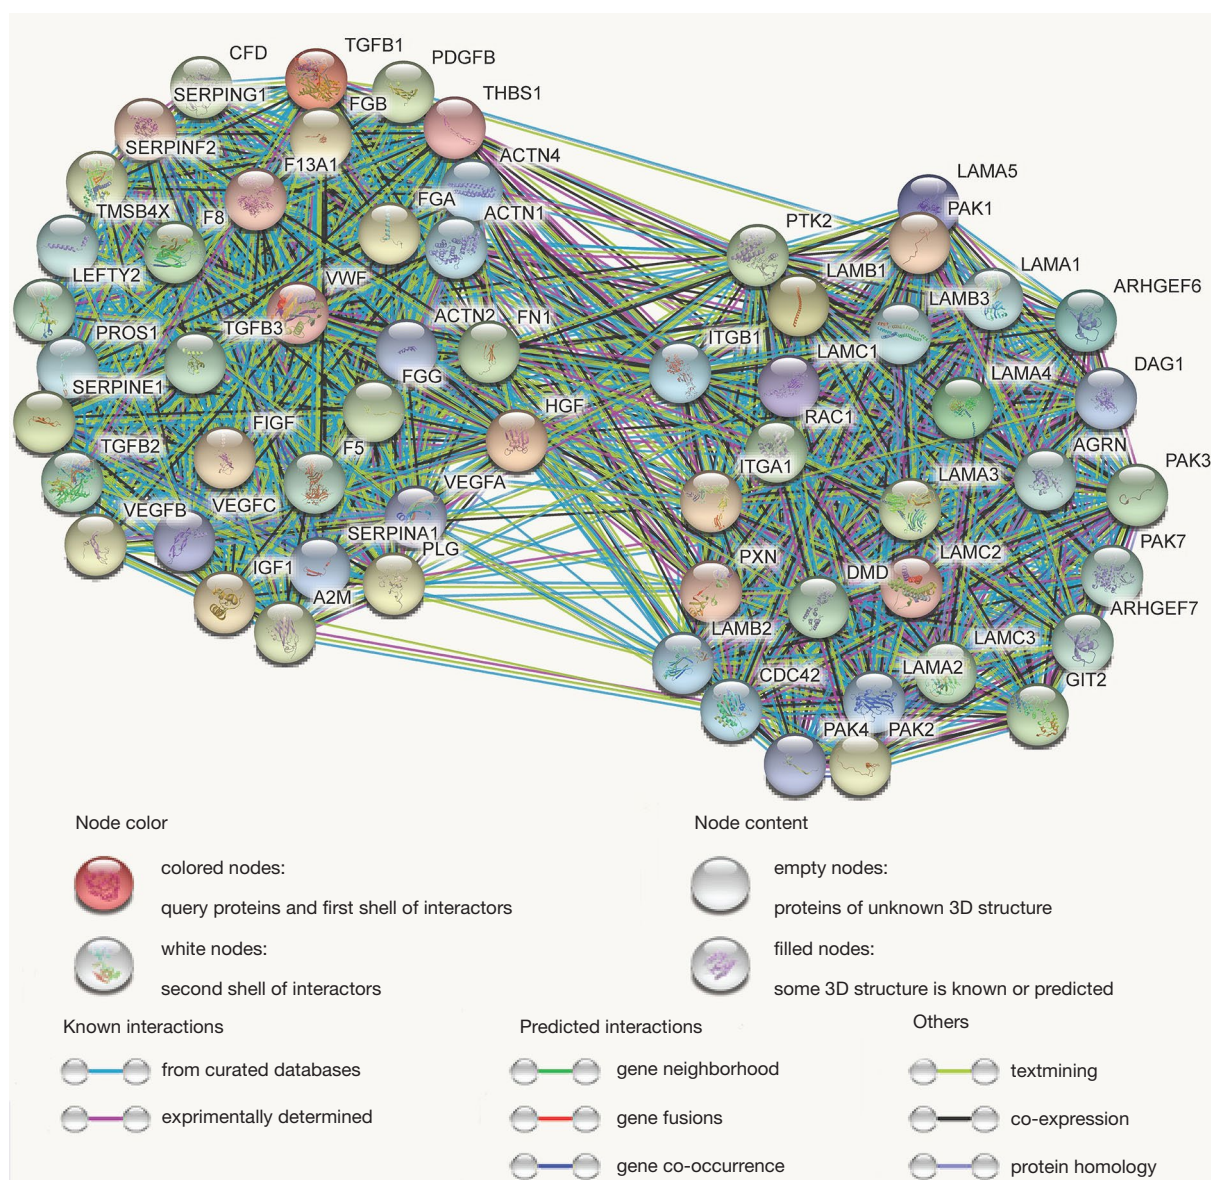 CFD
TGFB1
PDGFB
SERPING1
FGB
THBS1
SERPINF2
F13A1
ACTN4
LAMA5
TMSB4X
F8
FGA
ACTN1
PTK2
PAK1
LEFTY2
VWF
LAMB1
LAMA1
ARHGEF6
PROS1
TGFB3
ACTN2
FN1
ITGB1
LAMC1
LAMB3
SERPINE1
FGG
HGF
RAC1
LAMA4
DAG1
TGFB2
FIGF
F5
ITGA1
LAMA3
AGRN
PAK3
VEGFB
VEGFC
VEGFA
SERPINA1
PLG
PXN
DMD
LAMC2
PAK7
IGF1
A2M
LAMB2
LAMC3
ARHGEF7
CDC42
LAMA2
GIT2
PAK4
PAK2
Node color
colored nodes:
query proteins and first shell of interactors
white nodes:
second shell of interactors
Node content
empty nodes:
proteins of unknown 3D structure
filled nodes:
some 3D structure is known or predicted
Known interactions
from curated databases
exprimentally determined
Predicted interactions
gene neighborhood
gene fusions
gene co-occurrence
Others
textmining
co-expression
protein homology